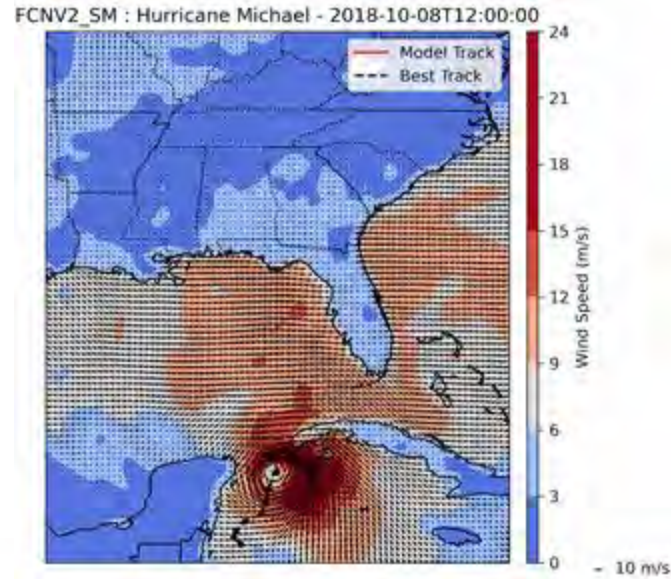 FCNV2_SM : Hurricane Michael - 2018-10-08T12:00:00
Model Track
Best Track
24
21
18
15
12
9
6
3
0
Wind Speed (m/s)
10 m/s